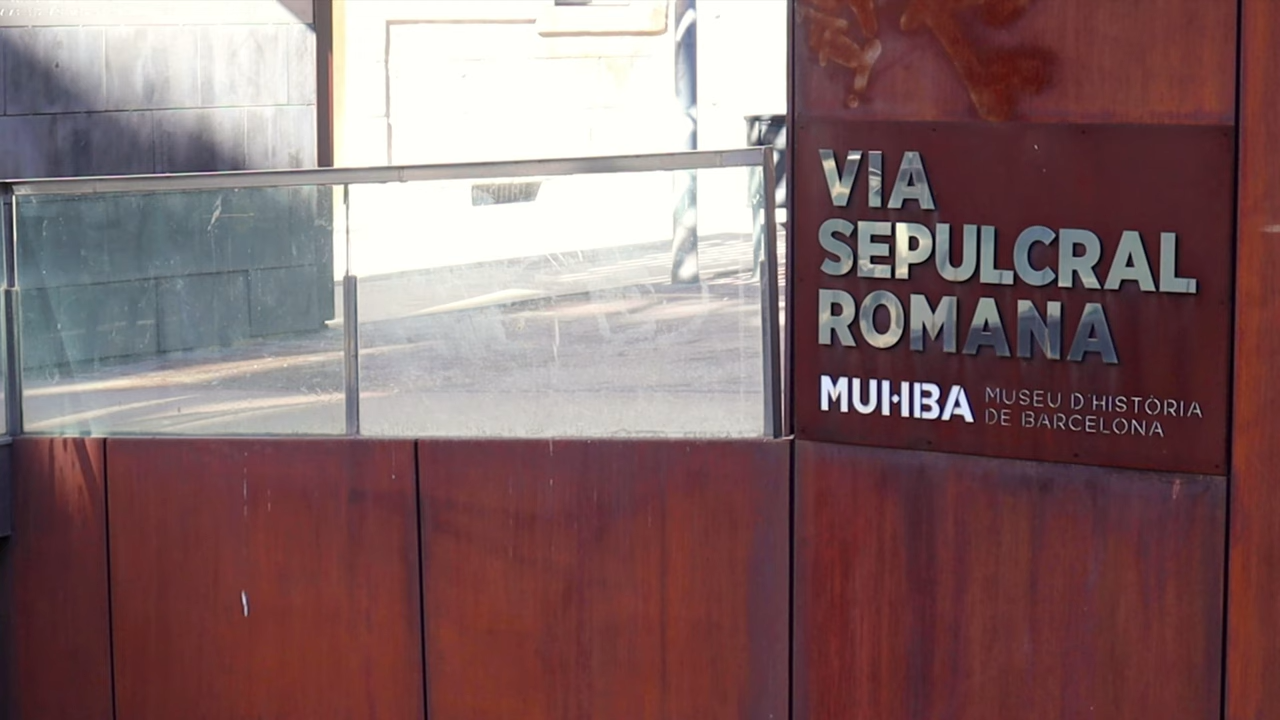 VIA
SEPULCRAL
ROMANA
MUHBA MUSEU D'HISTÒRIA
DE BARCELONA